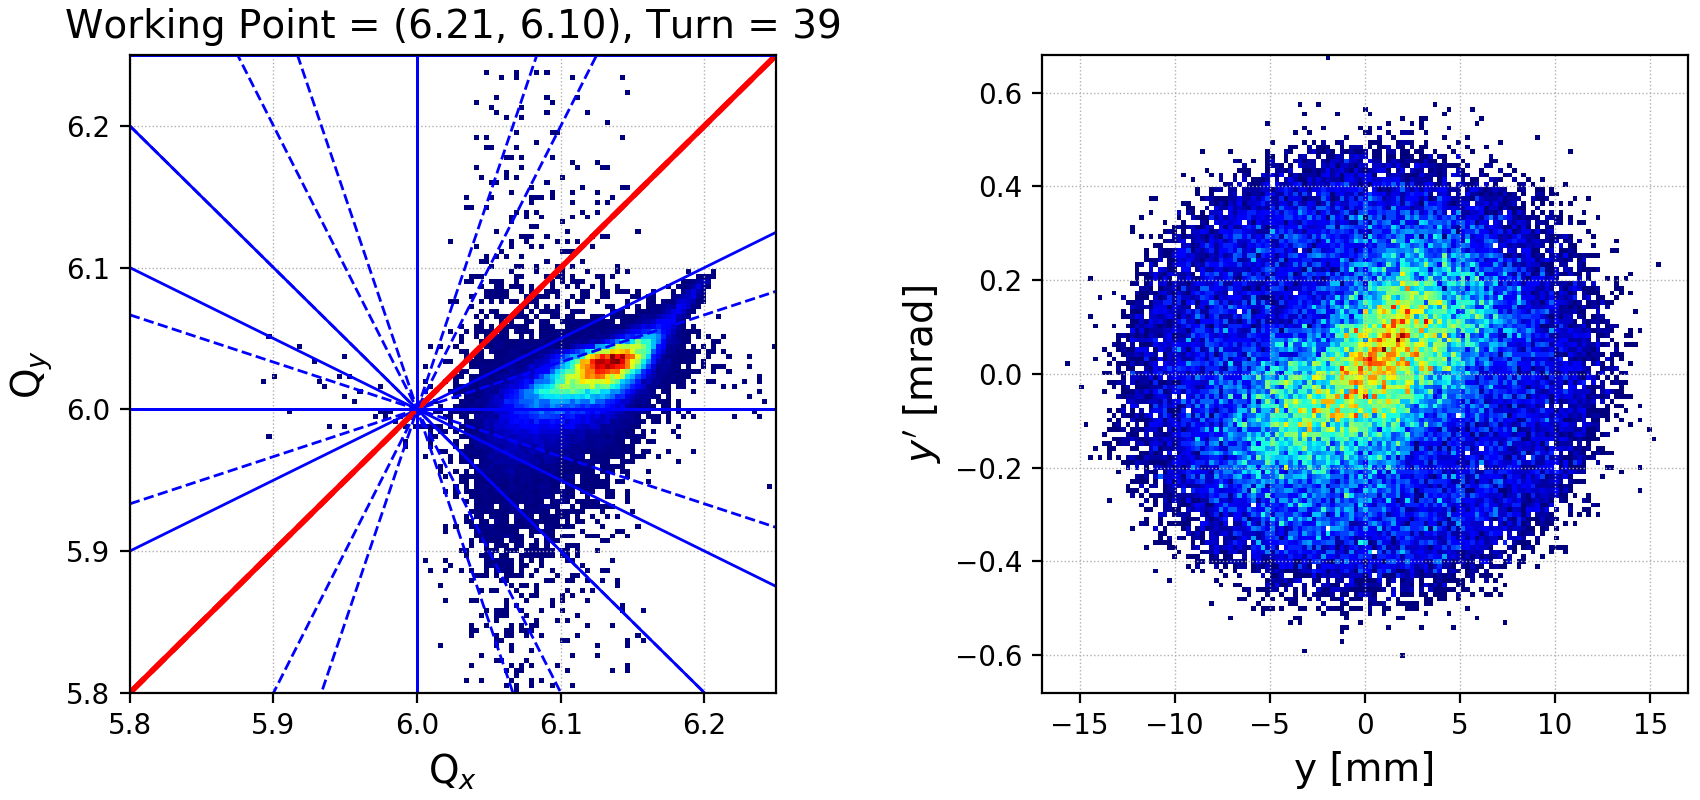 Working Point = (6.21, 6.10), Turn = 39
Q_y
6.2
6.1
6.0
5.9
5.8
5.8 5.9 6.0 6.1 6.2
Q_x
y′ [mrad]
0.6
0.4
0.2
0.0
−0.2
−0.4
−0.6
−15 −10 −5 0 5 10 15
y [mm]